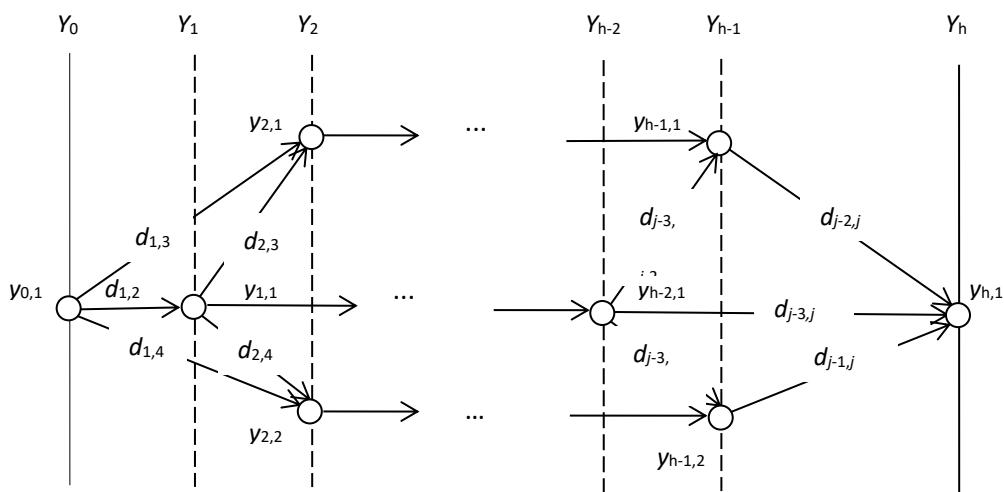 Y0 Y1 Y2 Yh-2 Yh-1 Yh
y2,1 ... yh-1,1
d1,3 d2,3 dj-3, dj-2,j
y0,1 d1,2 y1,1 ... yh-2,1 yh,1
dj-3,j
d1,4 d2,4 dj-3, dj-1,j
...
y2,2 yh-1,2